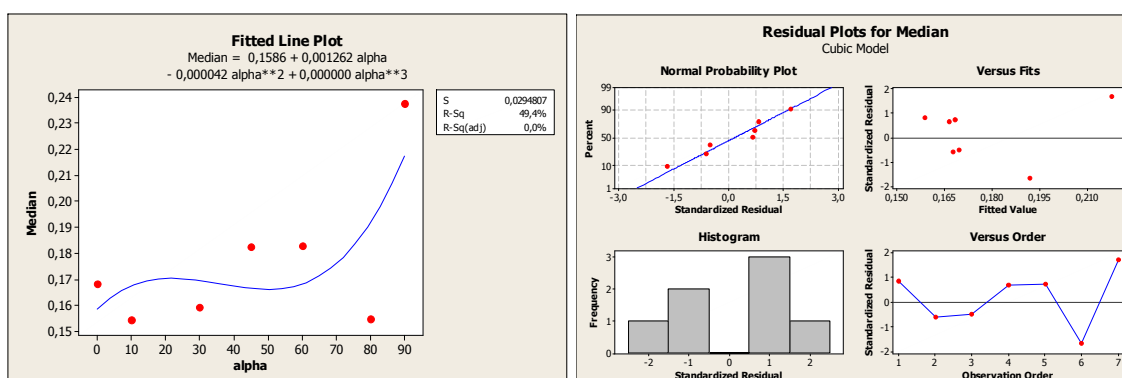 Fitted Line Plot
Median = 0,1586 + 0,001262 alpha
- 0,000042 alpha**2 + 0,000000 alpha**3
S 0,0294807
R-Sq 49,4%
R-Sq(adj) 0,0%
Median
0,24
0,23
0,22
0,21
0,20
0,19
0,18
0,17
0,16
0,15
0 10 20 30 40 50 60 70 80 90
alpha
Residual Plots for Median
Cubic Model
Normal Probability Plot
Percent
99
90
50
10
1
-3,0 -1,5 0,0 1,5 3,0
Standardized Residual
Versus Fits
Standardized Residual
2
1
0
-1
-2
0,150 0,165 0,180 0,195 0,210
Fitted Value
Histogram
Frequency
3
2
1
0
-2 -1 0 1 2
Standardized Residual
Versus Order
Standardized Residual
2
1
0
-1
-2
1 2 3 4 5 6 7
Observation Order